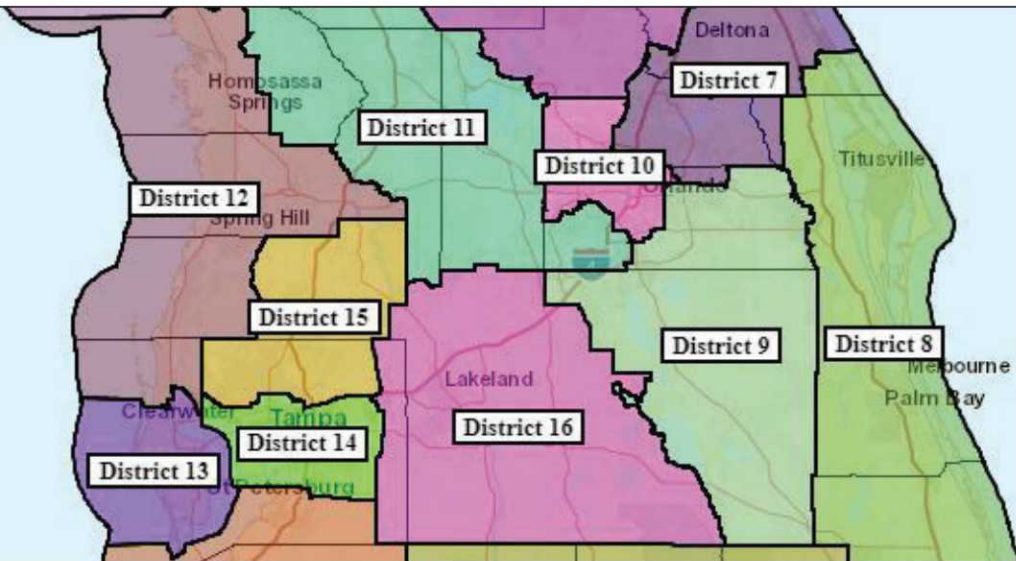 Deltona
District 7
Homosassa
Springs
District 11
Titusville
District 10
Orlando
District 12
Spring Hill
4
District 15
District 9
District 8
Melbourne
Lakeland
Palm Bay
Clearwater
Tampa
District 16
District 14
District 13
St Petersburg